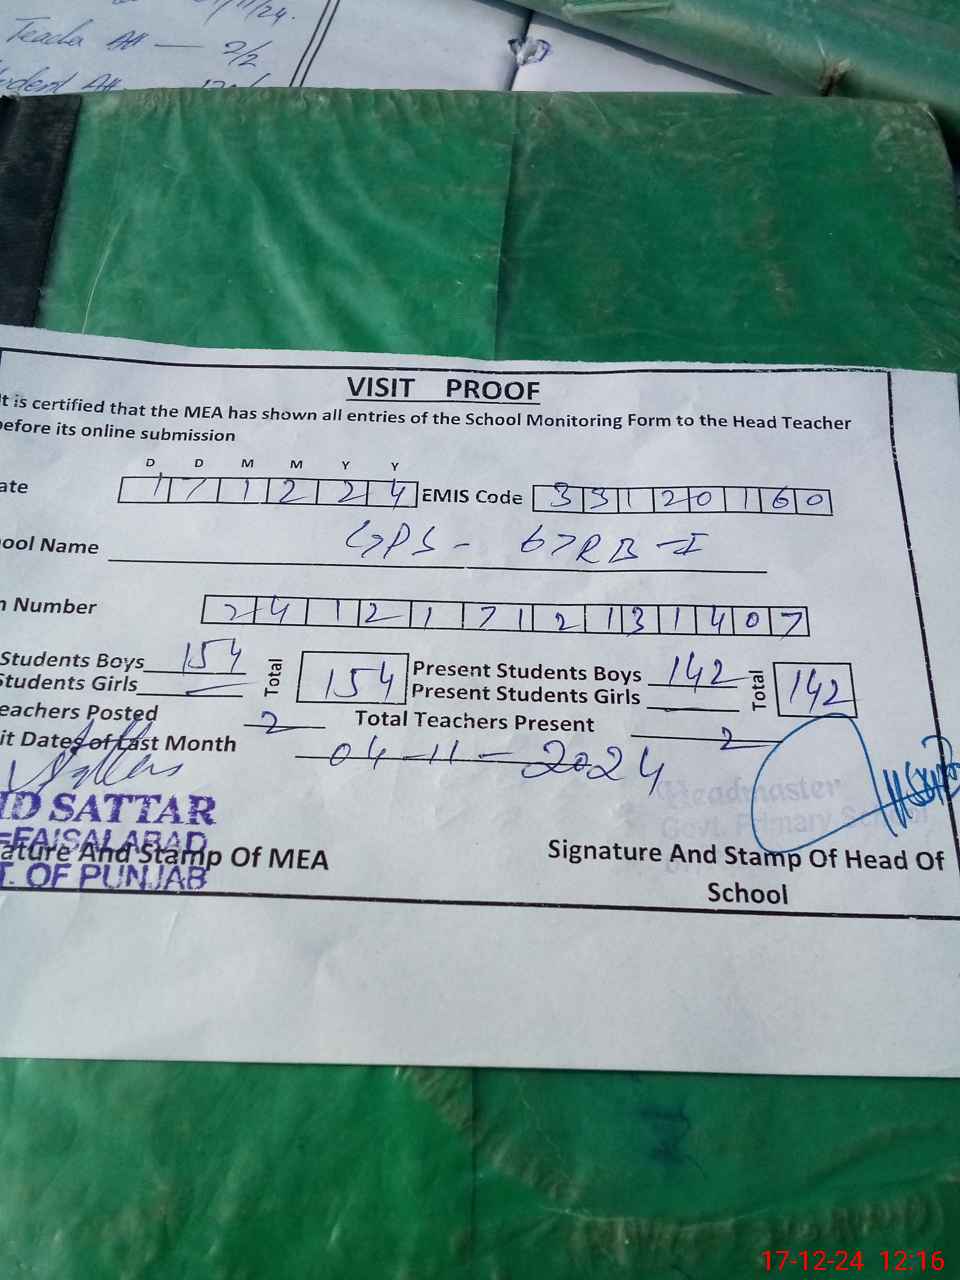 11/24.
Teacher Att — 2/2
Student Att
VISIT PROOF
It is certified that the MEA has shown all entries of the School Monitoring Form to the Head Teacher
before its online submission
D D M M Y Y
ate 1 7 1 2 2 4 EMIS Code 3 3 1 2 0 1 6 0
ool Name GPS - 67RB-I
n Number 2 4 1 2 1 7 1 2 1 3 1 4 0 7
Students Boys 154 Total 154 Present Students Boys 142 Total 142
Students Girls — Present Students Girls
eachers Posted 2 Total Teachers Present 2
it Dates of Last Month 04-11-2024
ID SATTAR
FAISALABAD
T. OF PUNJAB
ature And Stamp Of MEA
Headmaster
Govt. Primary School
Signature And Stamp Of Head Of
School
17-12-24 12:16